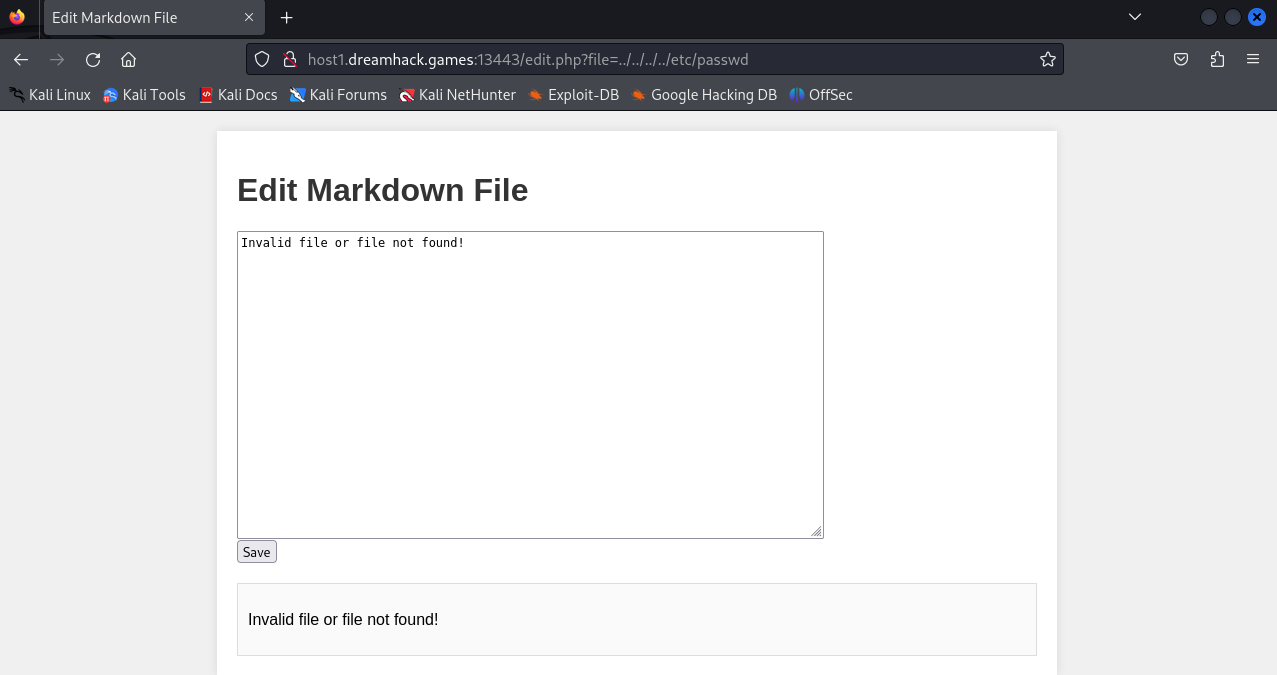 Edit Markdown File
host1.dreamhack.games:13443/edit.php?file=../../../../etc/passwd
Kali Linux Kali Tools Kali Docs Kali Forums Kali NetHunter Exploit-DB Google Hacking DB OffSec
Edit Markdown File
Invalid file or file not found!
Save
Invalid file or file not found!